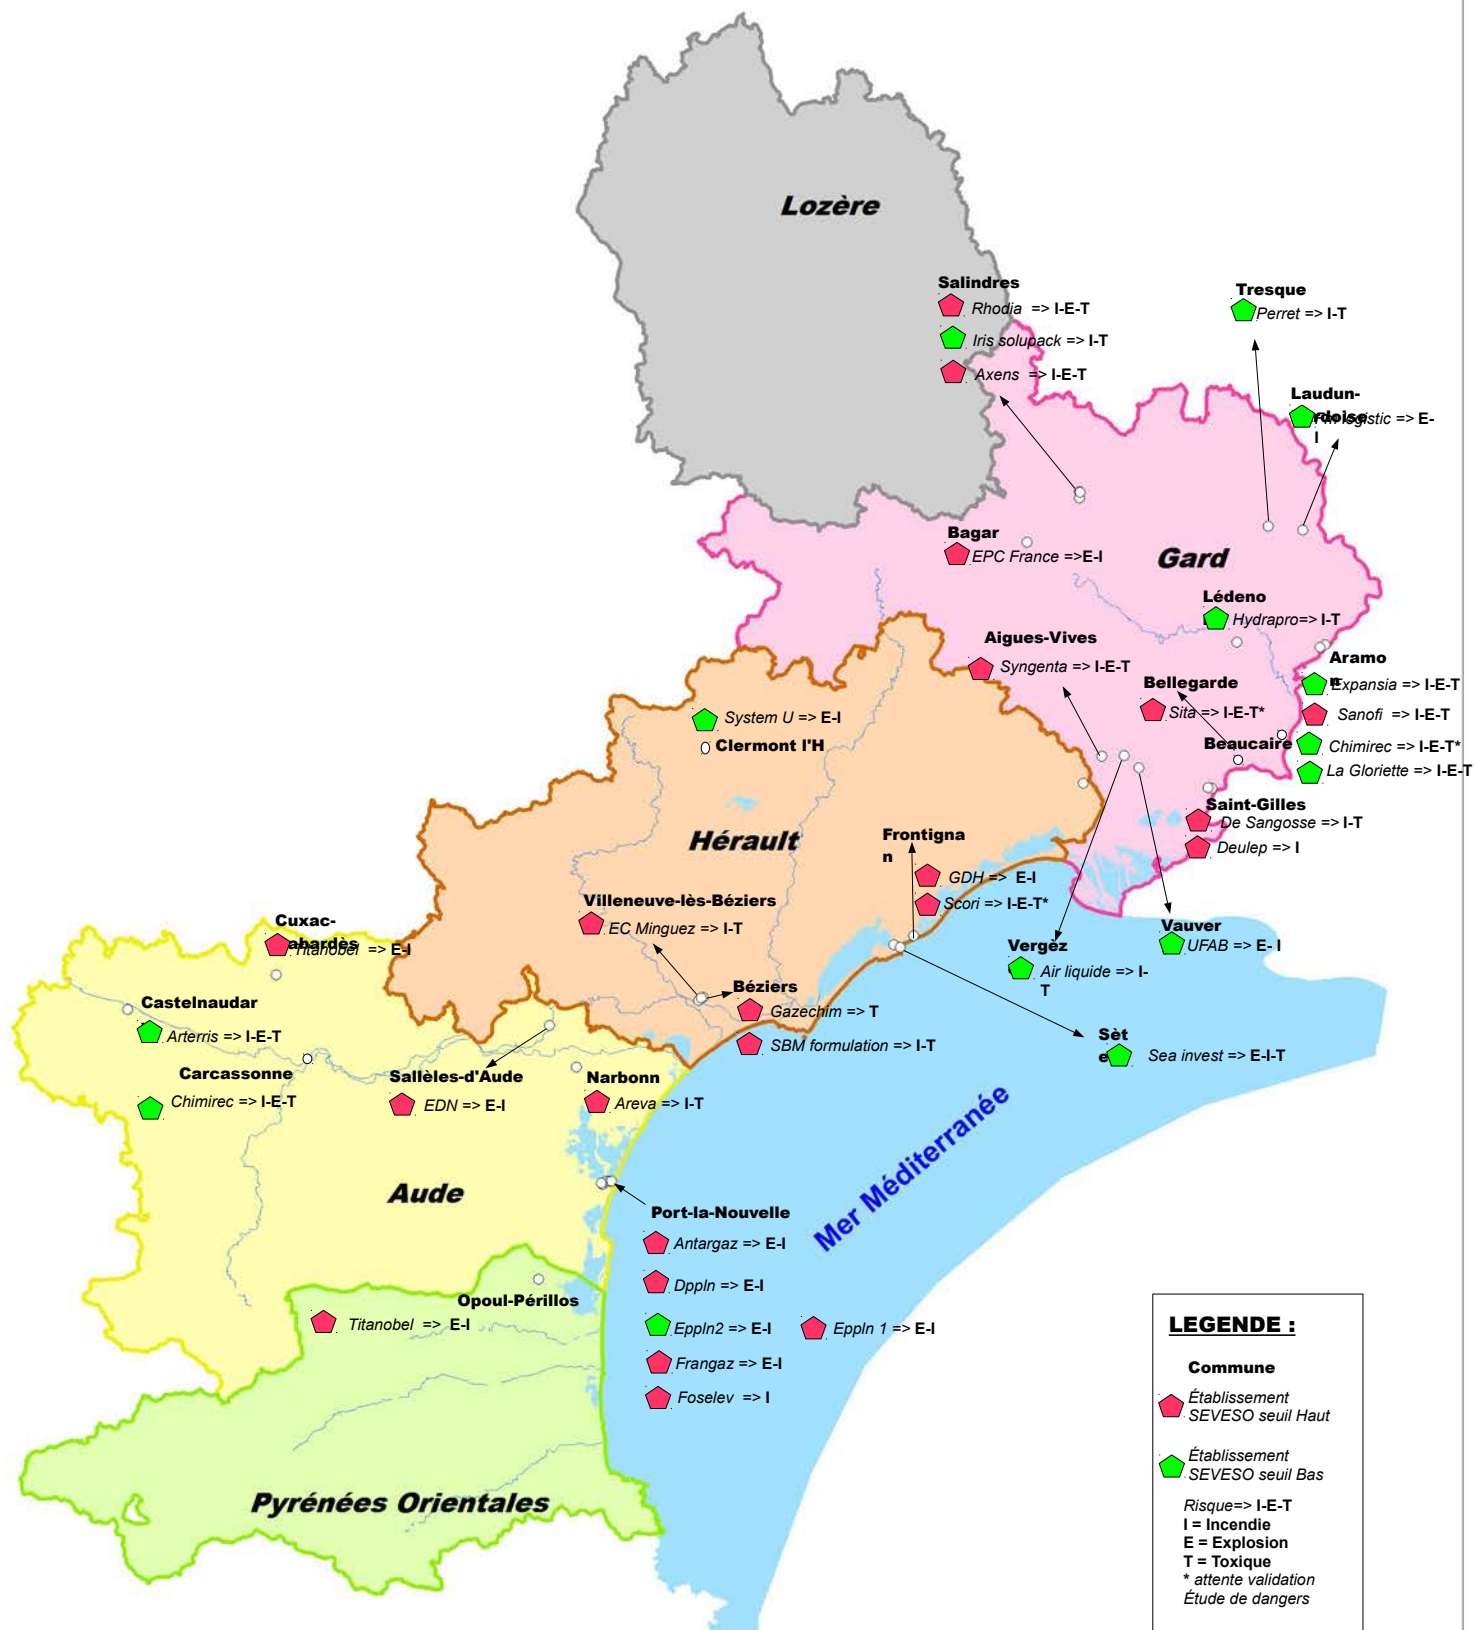 Lozère
Salindres
Rhodia => I-E-T
Iris solupack => I-T
Axens => I-E-T
Tresque
Perret => I-T
Laudun-
Ardoise
logistic => E-
I
Bagar
EPC France =>E-I
Gard
Lédeno
Hydrapro=> I-T
Aigues-Vives
Syngenta => I-E-T
Aramo
n
Expansia => I-E-T
Sanofi => I-E-T
Bellegarde
Sita => I-E-T*
Beaucaire
Chimirec => I-E-T*
La Gloriette => I-E-T
System U => E-I
Clermont l'H
Saint-Gilles
De Sangosse => I-T
Deulep => I
Hérault
Frontigna
n
GDH => E-I
Scori => I-E-T*
Villeneuve-lès-Béziers
EC Minguez => I-T
Vergèz
Air liquide => I-
T
Vauver
UFAB => E- I
Cuxac-
abardès
Titanobel => E-I
Béziers
Gazechim => T
SBM formulation => I-T
Castelnaudar
Arterris => I-E-T
Sèt
e
Sea invest => E-I-T
Carcassonne
Chimirec => I-E-T
Sallèles-d'Aude
EDN => E-I
Narbonn
Areva => I-T
Aude
Mer Méditerranée
Port-la-Nouvelle
Antargaz => E-I
Dppln => E-I
Eppln2 => E-I
Eppln 1 => E-I
Frangaz => E-I
Foselev => I
Opoul-Périllos
Titanobel => E-I
Pyrénées Orientales
LEGENDE :
Commune
Établissement
SEVESO seuil Haut
Établissement
SEVESO seuil Bas
Risque=> I-E-T
I = Incendie
E = Explosion
T = Toxique
* attente validation
Étude de dangers